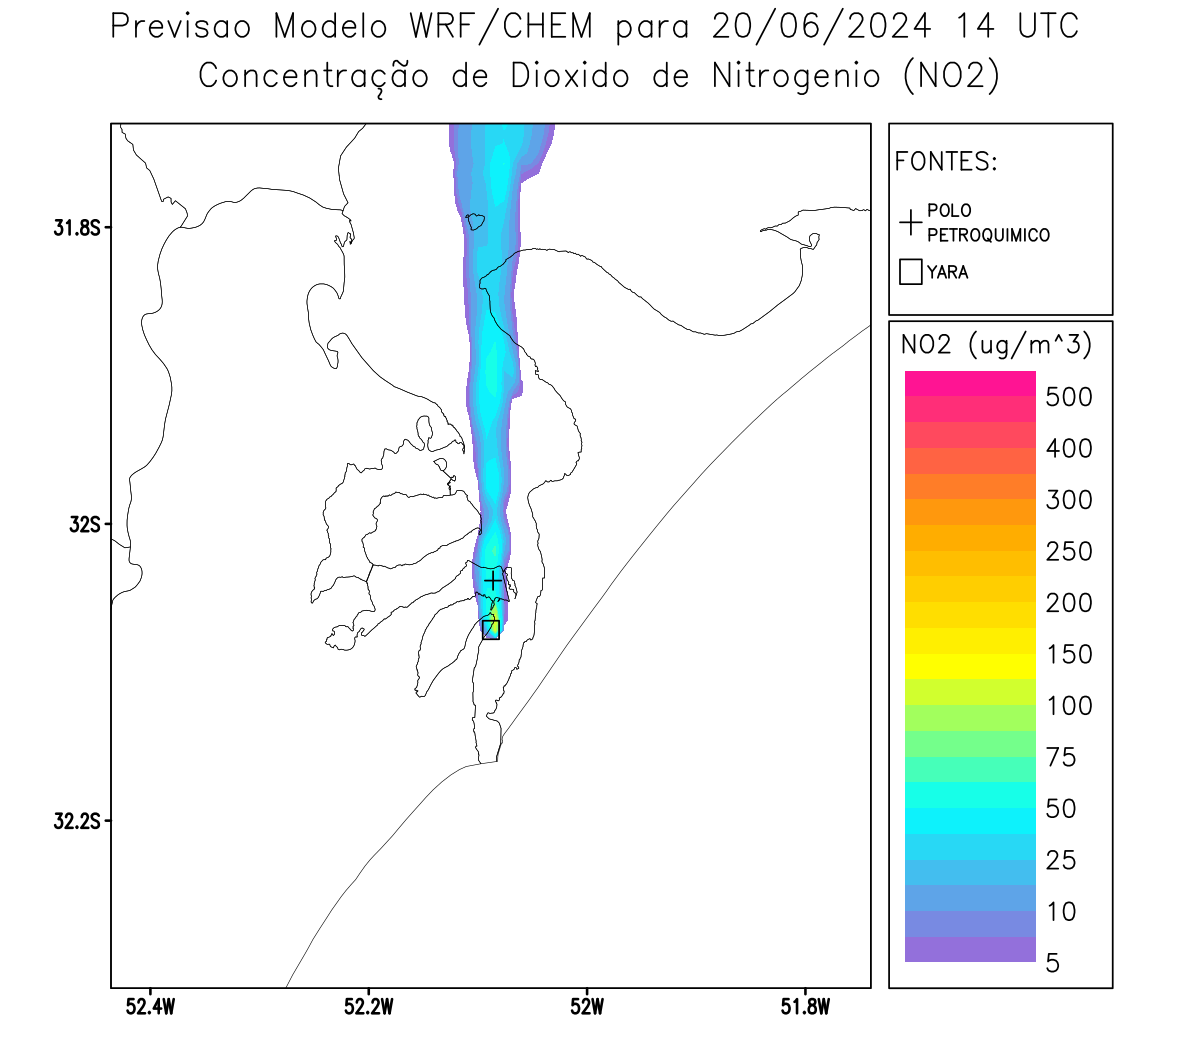 Previsao Modelo WRF/CHEM para 20/06/2024 14 UTC
Concentração de Dioxido de Nitrogenio (NO2)
FONTES:
POLO
PETROQUIMICO
YARA
31.8S
32S
32.2S
52.4W
52.2W
52W
51.8W
NO2 (ug/m^3)
500
400
300
250
200
150
100
75
50
25
10
5